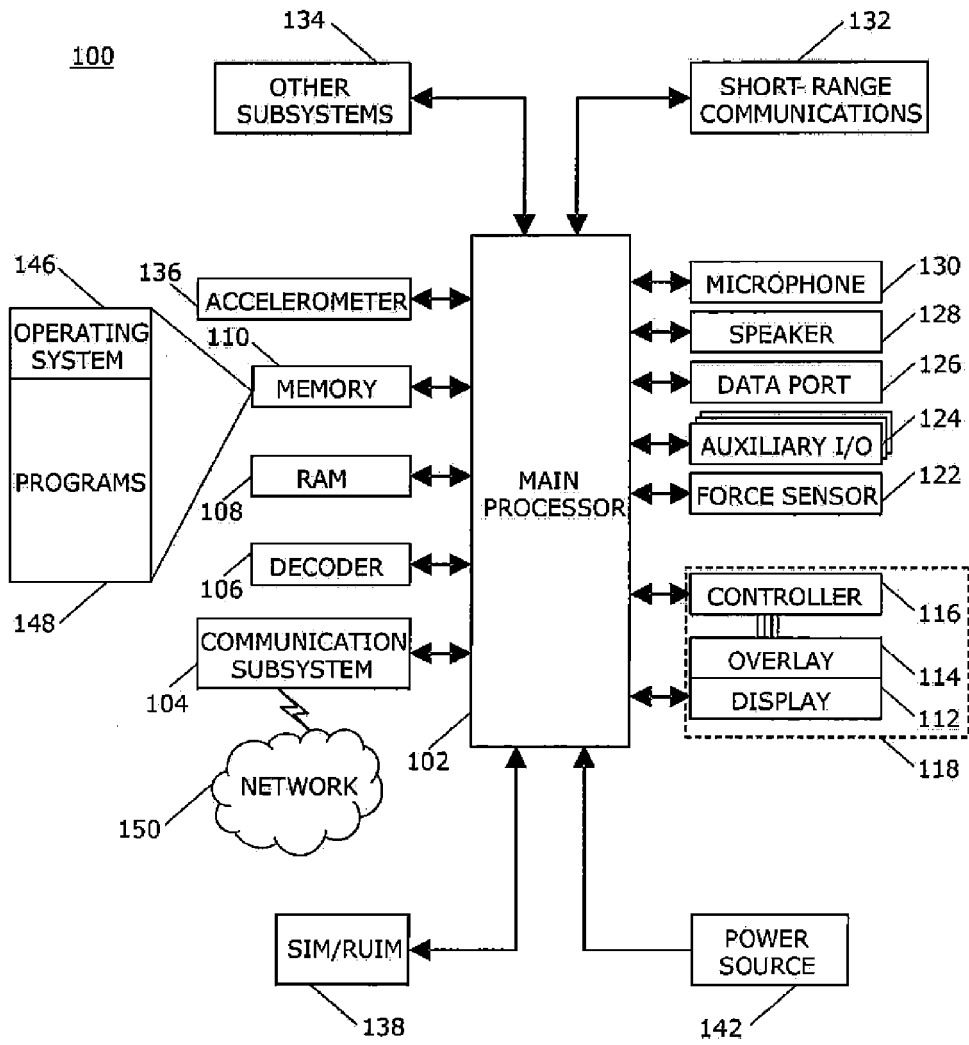 100
134
OTHER
SUBSYSTEMS
132
SHORT-RANGE
COMMUNICATIONS
146
OPERATING
SYSTEM
PROGRAMS
148
136
ACCELEROMETER
110
MEMORY
RAM
108
DECODER
106
COMMUNICATION
SUBSYSTEM
104
NETWORK
150
MAIN
PROCESSOR
102
MICROPHONE
130
SPEAKER
128
DATA PORT
126
AUXILIARY I/O
124
FORCE SENSOR
122
CONTROLLER
116
OVERLAY
114
DISPLAY
112
118
SIM/RUIM
138
POWER
SOURCE
142